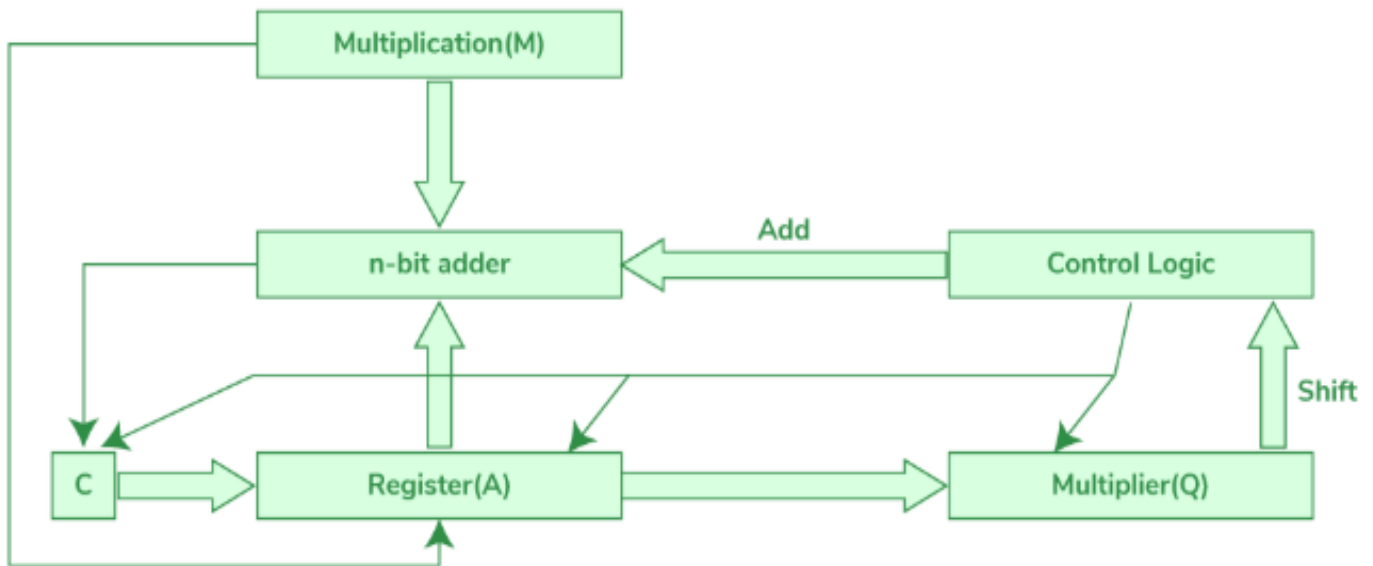 Multiplication(M)
Add
n-bit adder
Control Logic
Shift
C
Register(A)
Multiplier(Q)